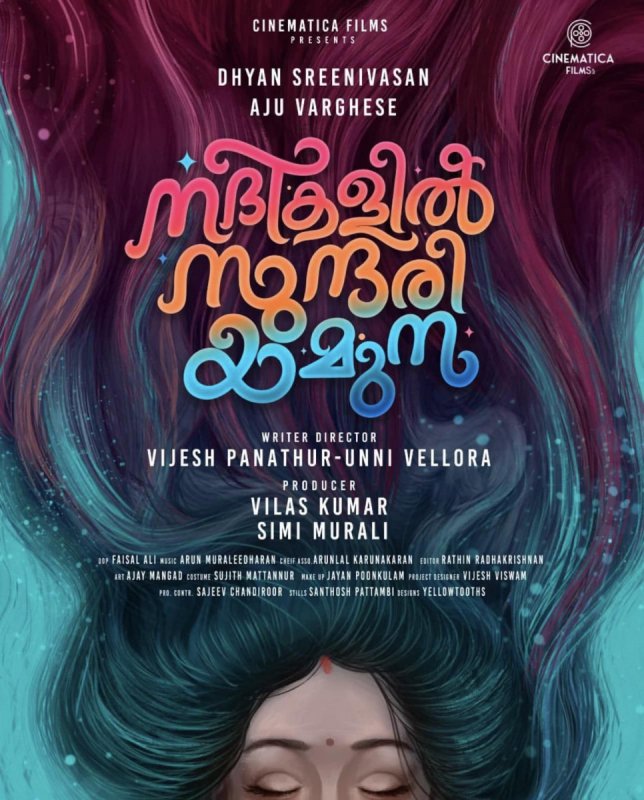 CINEMATICA FILMS
PRESENTS
CINEMATICA
FILMS
DHYAN SREENIVASAN
AJU VARGHESE
നദികളിൽ
സുന്ദരി
യമുന
WRITER DIRECTOR
VIJESH PANATHUR-UNNI VELLORA
PRODUCER
VILAS KUMAR
SIMI MURALI
DOP FAISAL ALI MUSIC ARUN MURALEEDHARAN CHEIF ASSO ARUNLAL KARUNAKARAN EDITOR RATHIN RADHAKRISHNAN
ART AJAY MANGAD COSTUME SUJITH MATTANNUR MAKE UP JAYAN POONKULAM PROJECT DESIGNER VIJESH VISWAM
PRO. CONTR. SAJEEV CHANDIROOR STILLS SANTHOSH PATTAMBI DESIGNS YELLOWTOOTHS